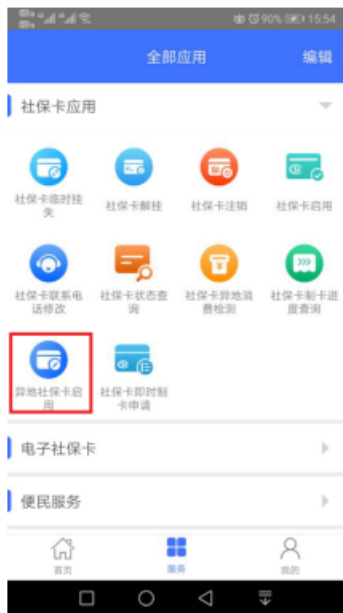 90% 15:54
全部应用
编辑
社保卡应用
社保卡临时挂
失
社保卡解挂
社保卡注销
社保卡启用
社保卡联系电
话修改
社保卡状态查
询
社保卡异地消
费检测
社保卡制卡进
度查询
异地社保卡启
用
社保卡即时制
卡申请
电子社保卡
便民服务
首页
服务
我的